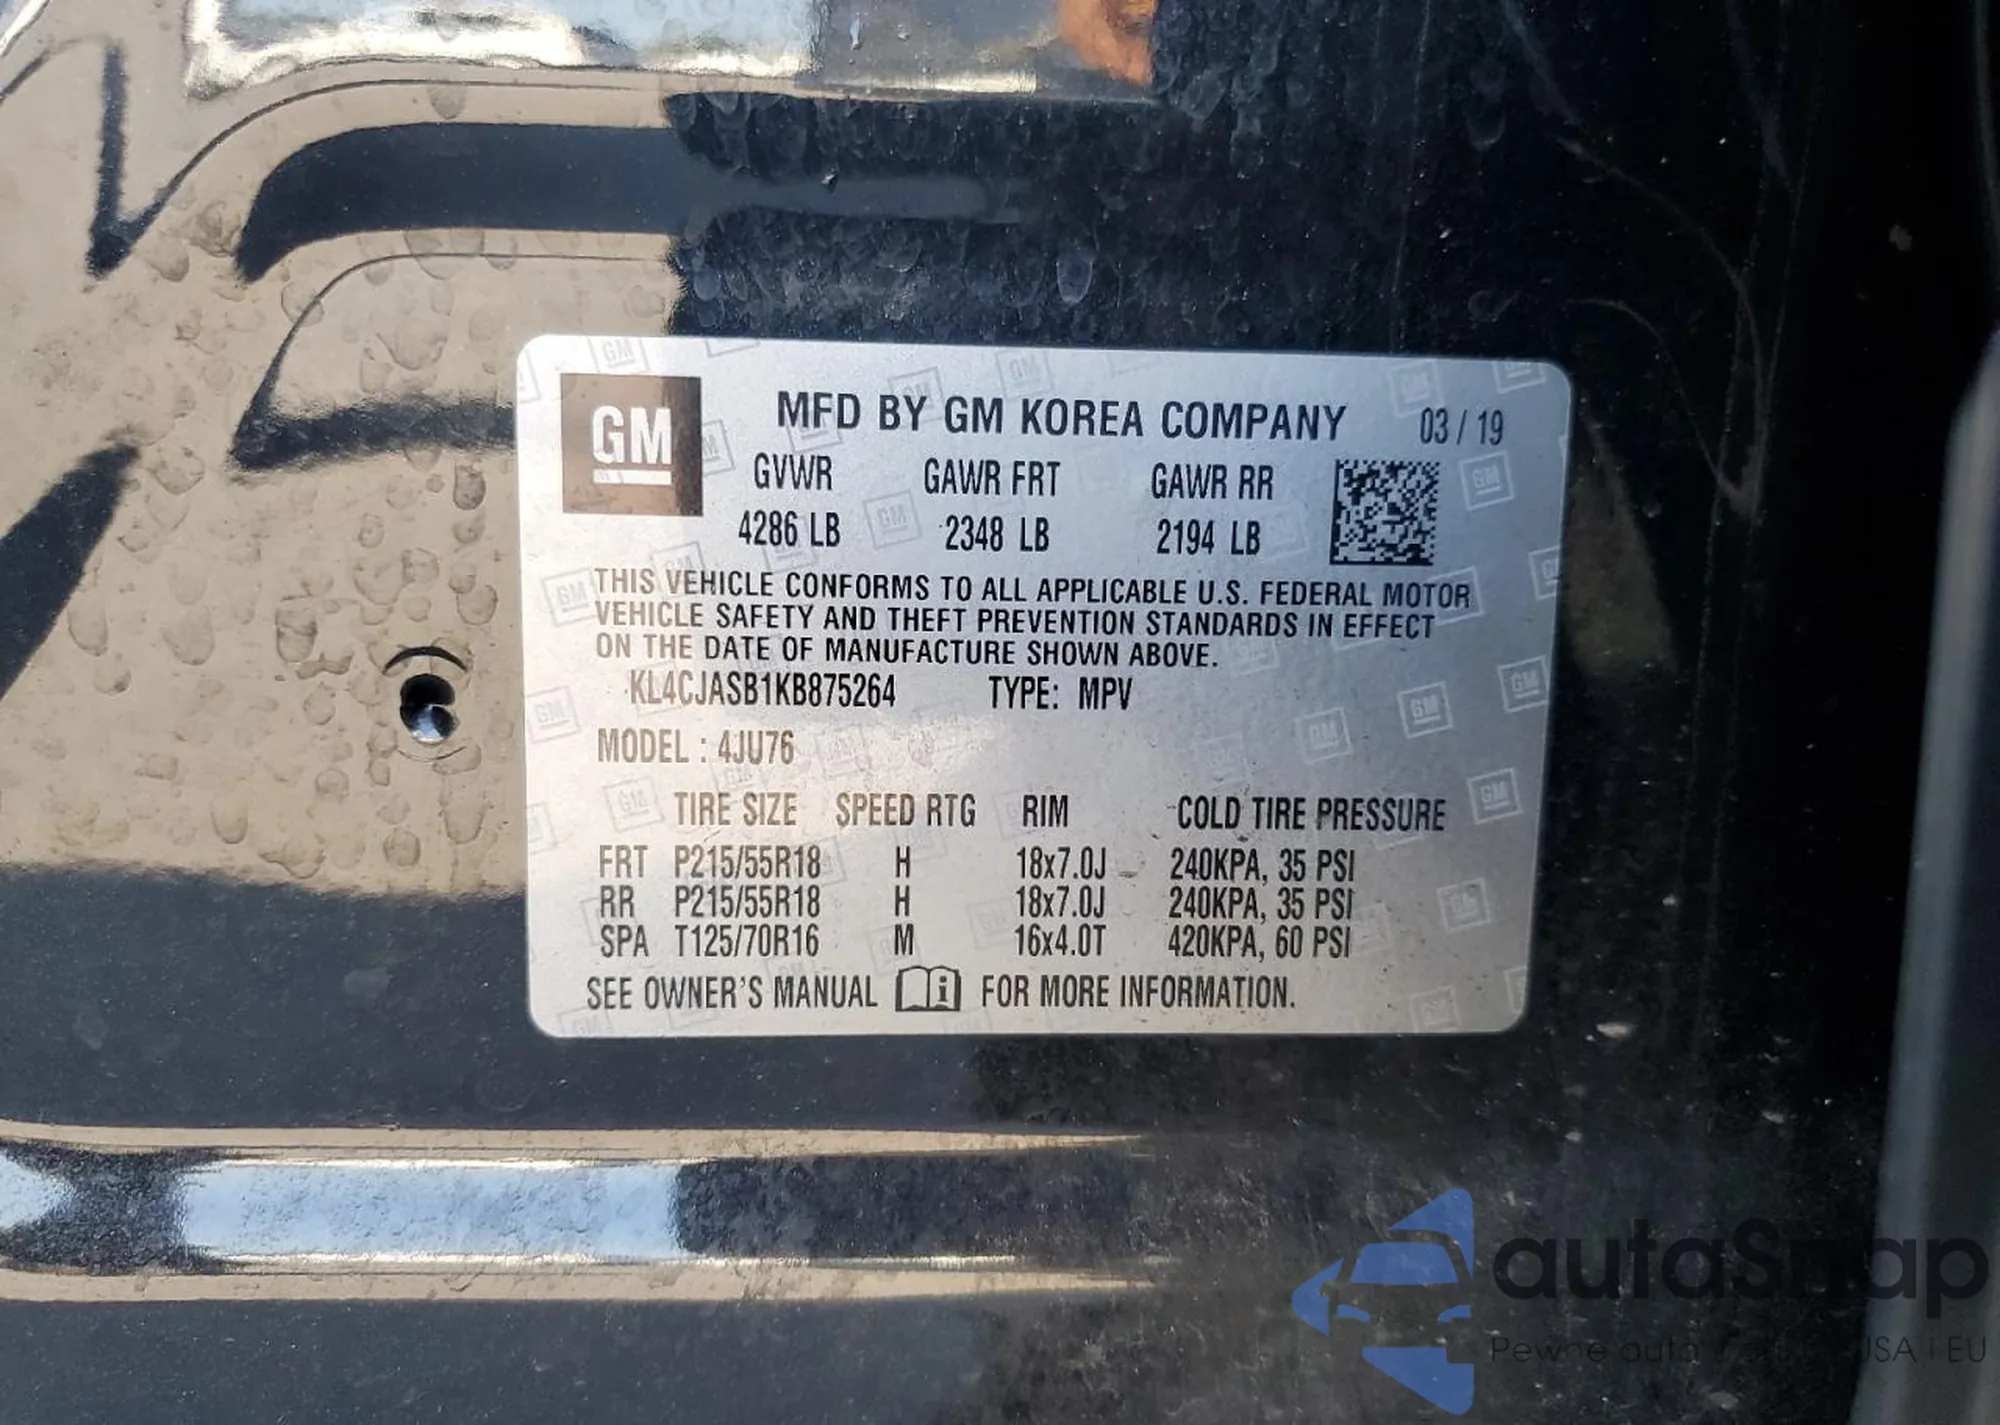 GM
MFD BY GM KOREA COMPANY 03 / 19
GVWR GAWR FRT GAWR RR
4286 LB 2348 LB 2194 LB
THIS VEHICLE CONFORMS TO ALL APPLICABLE U.S. FEDERAL MOTOR
VEHICLE SAFETY AND THEFT PREVENTION STANDARDS IN EFFECT
ON THE DATE OF MANUFACTURE SHOWN ABOVE.
KL4CJASB1KB875264 TYPE: MPV
MODEL : 4JU76
TIRE SIZE SPEED RTG RIM COLD TIRE PRESSURE
FRT P215/55R18 H 18x7.0J 240KPA, 35 PSI
RR P215/55R18 H 18x7.0J 240KPA, 35 PSI
SPA T125/70R16 M 16x4.0T 420KPA, 60 PSI
SEE OWNER'S MANUAL FOR MORE INFORMATION.
autaSnap
Pewne auta USA i EU